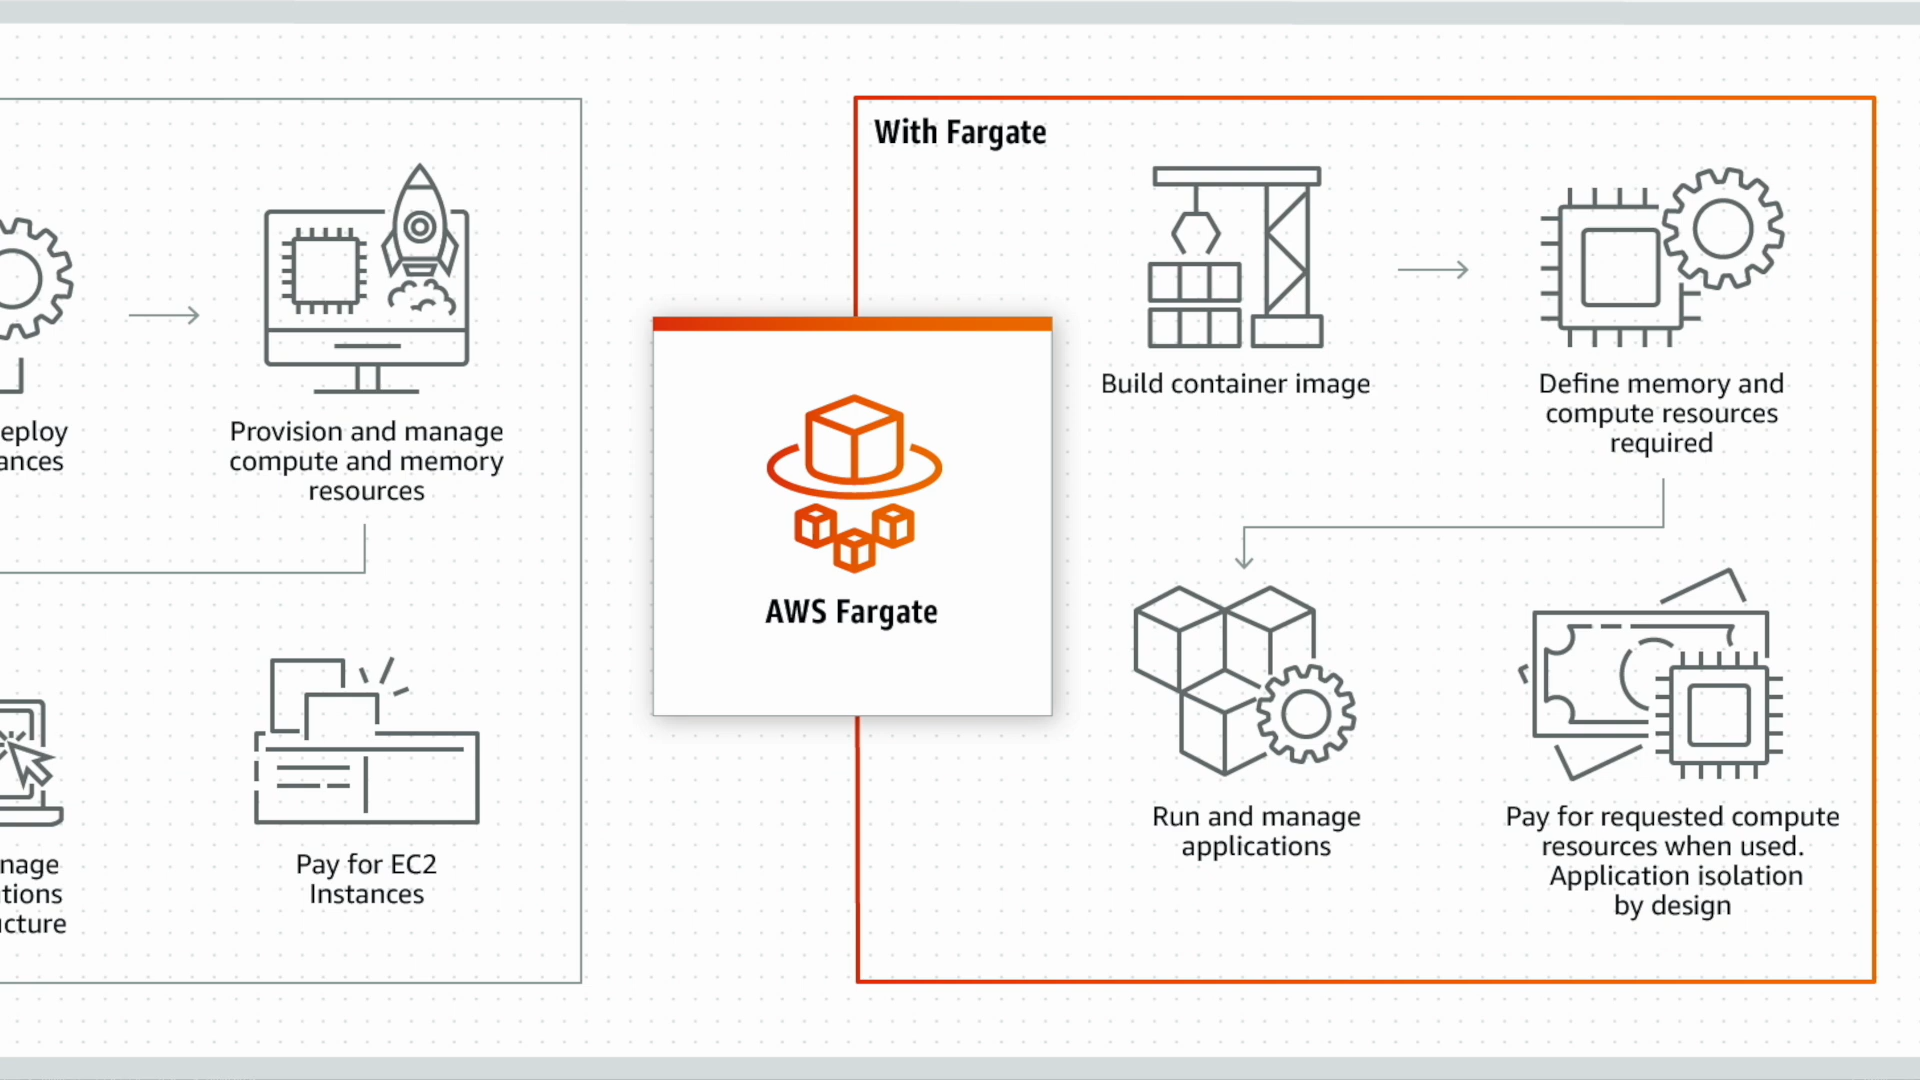 eploy
ances
Provision and manage
compute and memory
resources
nage
tions
ucture
Pay for EC2
Instances
AWS Fargate
With Fargate
Build container image
Define memory and
compute resources
required
Run and manage
applications
Pay for requested compute
resources when used.
Application isolation
by design